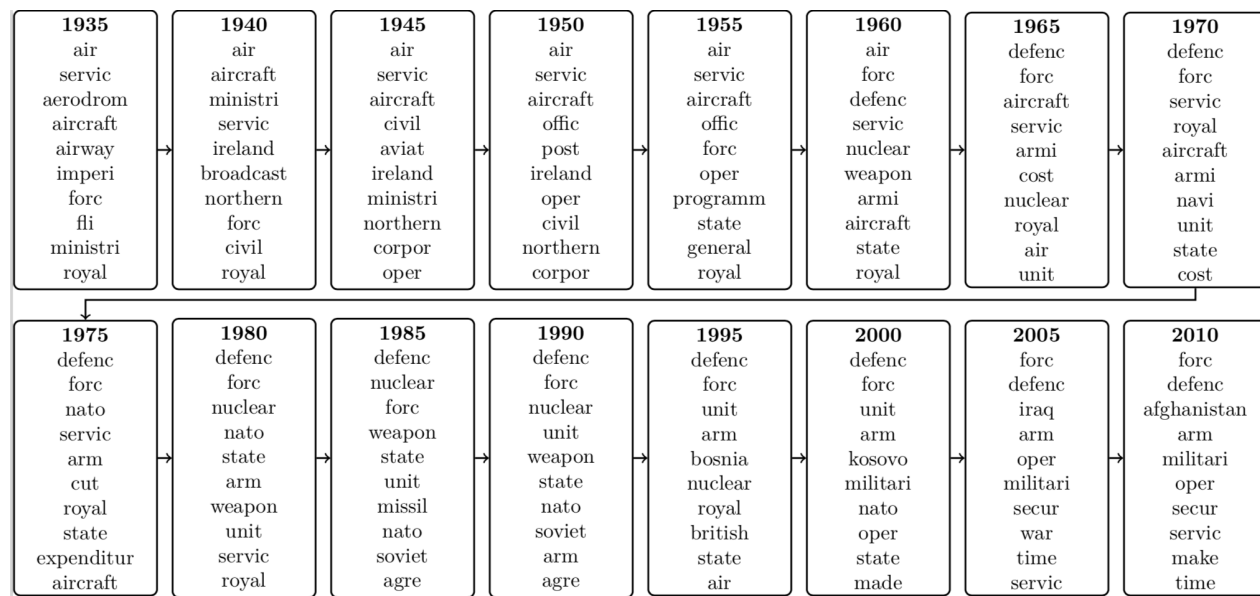 1935
air
servic
aerodrom
aircraft
airway
imperi
forc
fli
ministri
royal
1940
air
aircraft
ministri
servic
ireland
broadcast
northern
forc
civil
royal
1945
air
servic
aircraft
civil
aviat
ireland
ministri
northern
corpor
oper
1950
air
servic
aircraft
offic
post
ireland
oper
civil
northern
corpor
1955
air
servic
aircraft
offic
forc
oper
programm
state
general
royal
1960
air
forc
defenc
servic
nuclear
weapon
armi
aircraft
state
royal
1965
defenc
forc
aircraft
servic
armi
cost
nuclear
royal
air
unit
1970
defenc
forc
servic
royal
aircraft
armi
navi
unit
state
cost
1975
defenc
forc
nato
servic
arm
cut
royal
state
expenditur
aircraft
1980
defenc
forc
nuclear
nato
state
arm
weapon
unit
servic
royal
1985
defenc
nuclear
forc
weapon
state
unit
missil
nato
soviet
agre
1990
defenc
forc
nuclear
unit
weapon
state
nato
soviet
arm
agre
1995
defenc
forc
unit
arm
bosnia
nuclear
royal
british
state
air
2000
defenc
forc
unit
arm
kosovo
militari
nato
oper
state
made
2005
forc
defenc
iraq
arm
oper
militari
secur
war
time
servic
2010
forc
defenc
afghanistan
arm
militari
oper
secur
servic
make
time